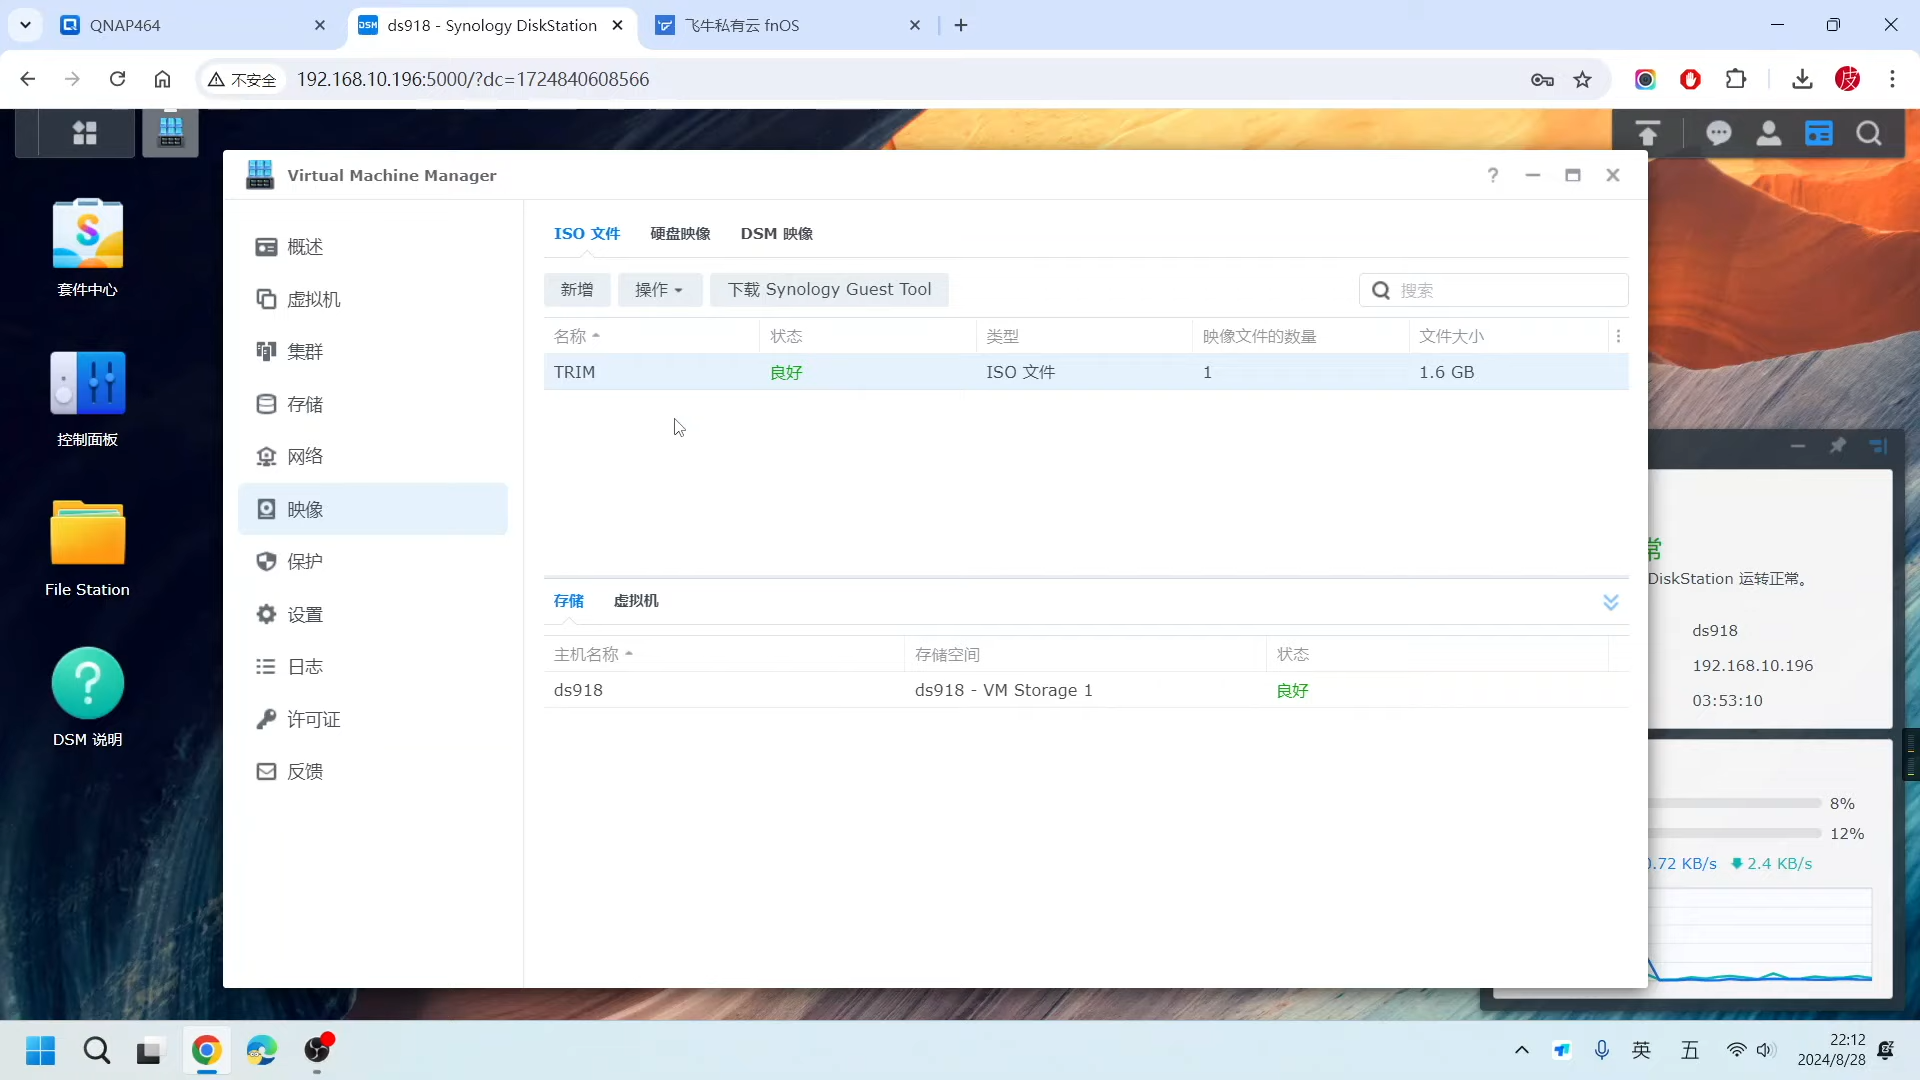 QNAP464
ds918 - Synology DiskStation
飞牛私有云 fnOS
不安全
192.168.10.196:5000/?dc=1724840608566
Virtual Machine Manager
套件中心
控制面板
File Station
DSM 说明
概述
虚拟机
集群
存储
网络
映像
保护
设置
日志
许可证
反馈
ISO 文件 硬盘映像 DSM 映像
新增 操作 下载 Synology Guest Tool 搜索
名称 状态 类型 映像文件的数量 文件大小
TRIM 良好 ISO 文件 1 1.6 GB
存储 虚拟机
主机名称 存储空间 状态
ds918 ds918 - VM Storage 1 良好
常
DiskStation 运转正常。
ds918
192.168.10.196
03:53:10
8%
12%
.72 KB/s 2.4 KB/s
英 五
22:12
2024/8/28